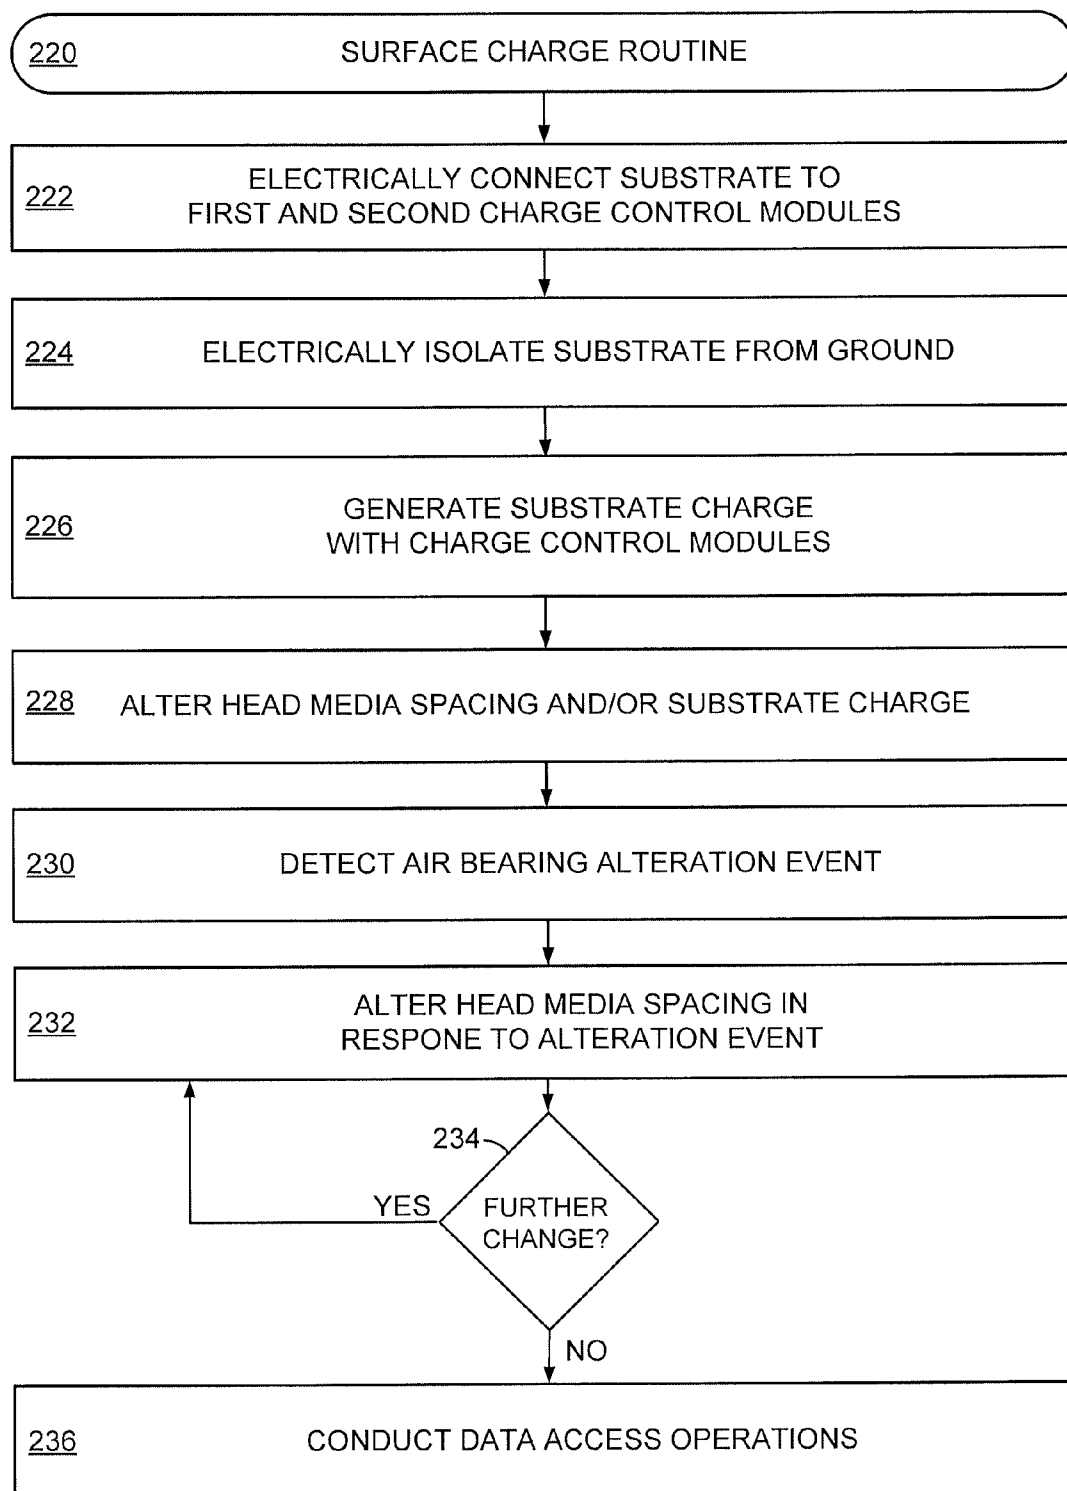 220
SURFACE CHARGE ROUTINE
222
ELECTRICALLY CONNECT SUBSTRATE TO
FIRST AND SECOND CHARGE CONTROL MODULES
224
ELECTRICALLY ISOLATE SUBSTRATE FROM GROUND
226
GENERATE SUBSTRATE CHARGE
WITH CHARGE CONTROL MODULES
228
ALTER HEAD MEDIA SPACING AND/OR SUBSTRATE CHARGE
230
DETECT AIR BEARING ALTERATION EVENT
232
ALTER HEAD MEDIA SPACING IN
RESPONE TO ALTERATION EVENT
234
YES
FURTHER
CHANGE?
NO
236
CONDUCT DATA ACCESS OPERATIONS